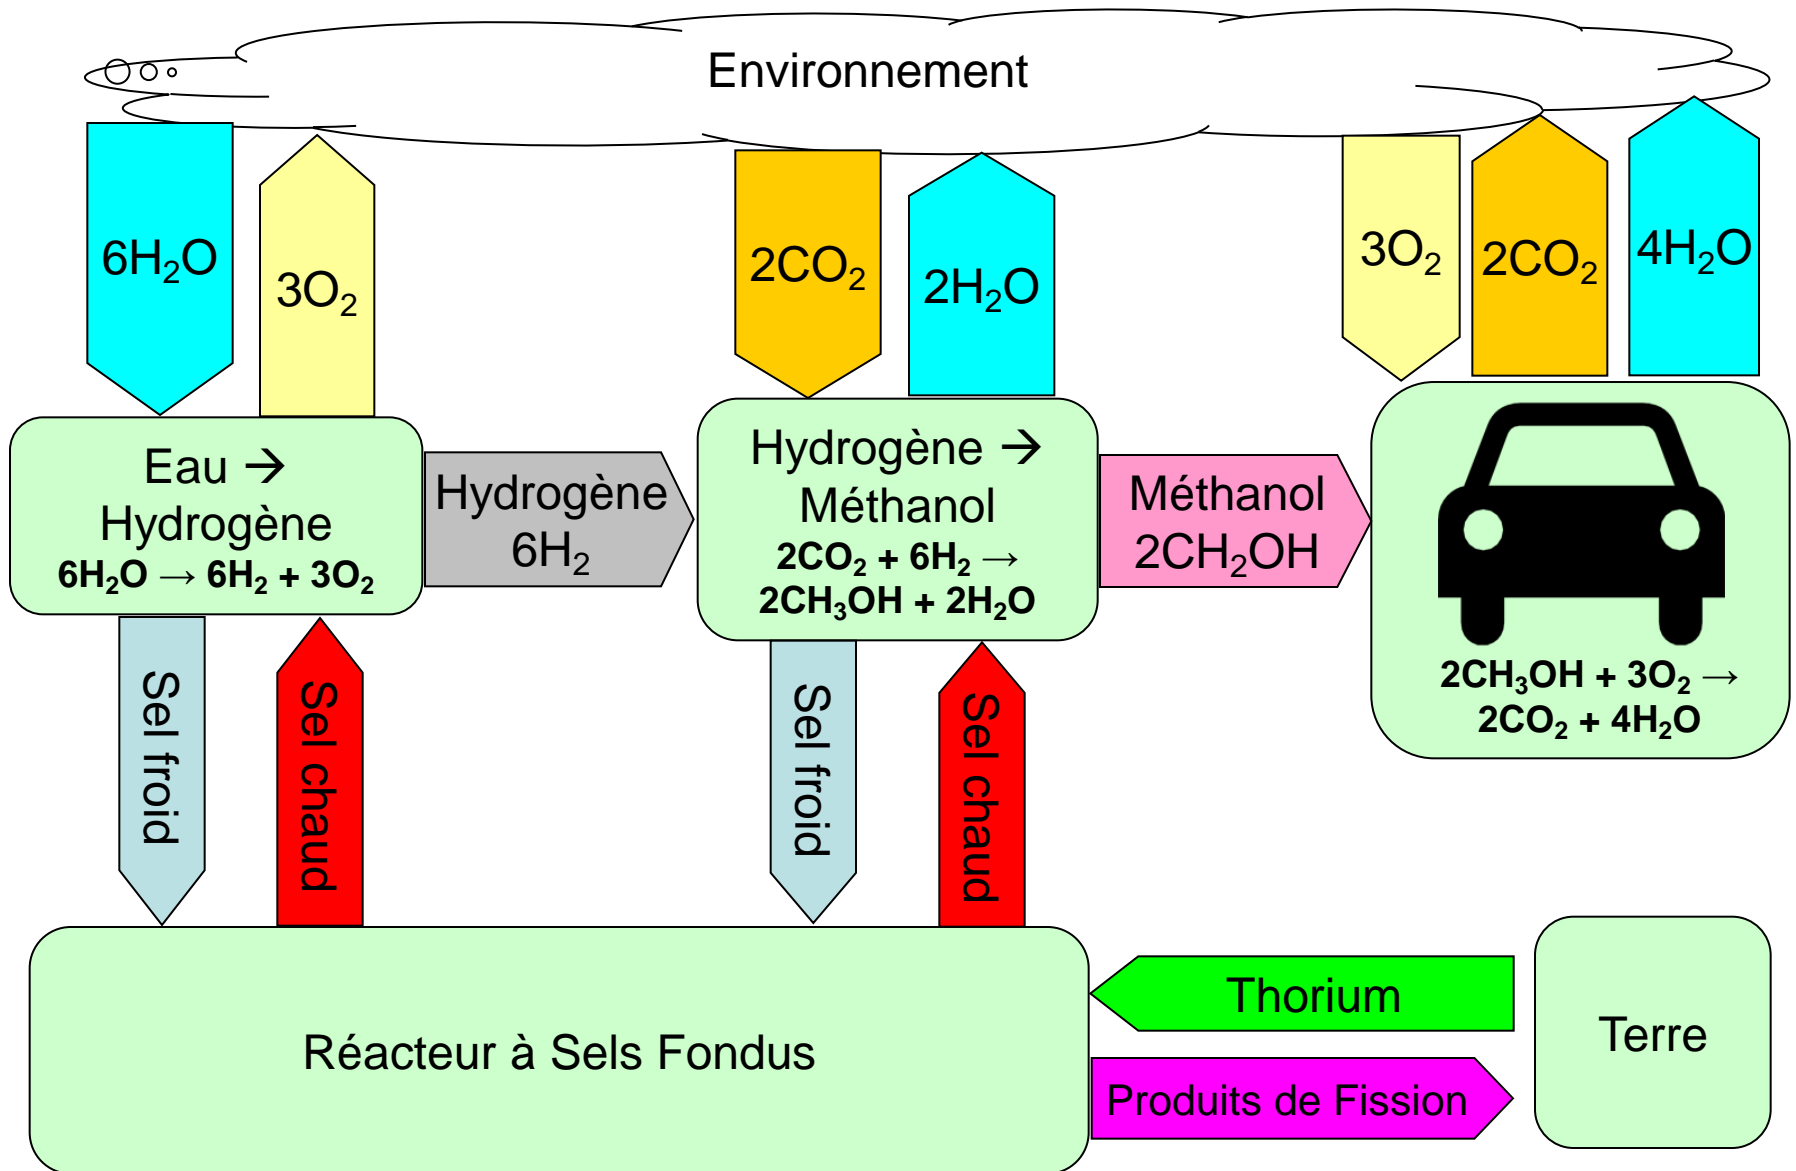 Environnement
6H₂O
3O₂
2CO₂
2H₂O
3O₂
2CO₂
4H₂O
Eau →
Hydrogène
6H₂O → 6H₂ + 3O₂
Hydrogène
6H₂
Hydrogène →
Méthanol
2CO₂ + 6H₂ →
2CH₃OH + 2H₂O
Méthanol
2CH₂OH
2CH₃OH + 3O₂ →
2CO₂ + 4H₂O
Sel froid
Sel chaud
Sel froid
Sel chaud
Réacteur à Sels Fondus
Thorium
Produits de Fission
Terre